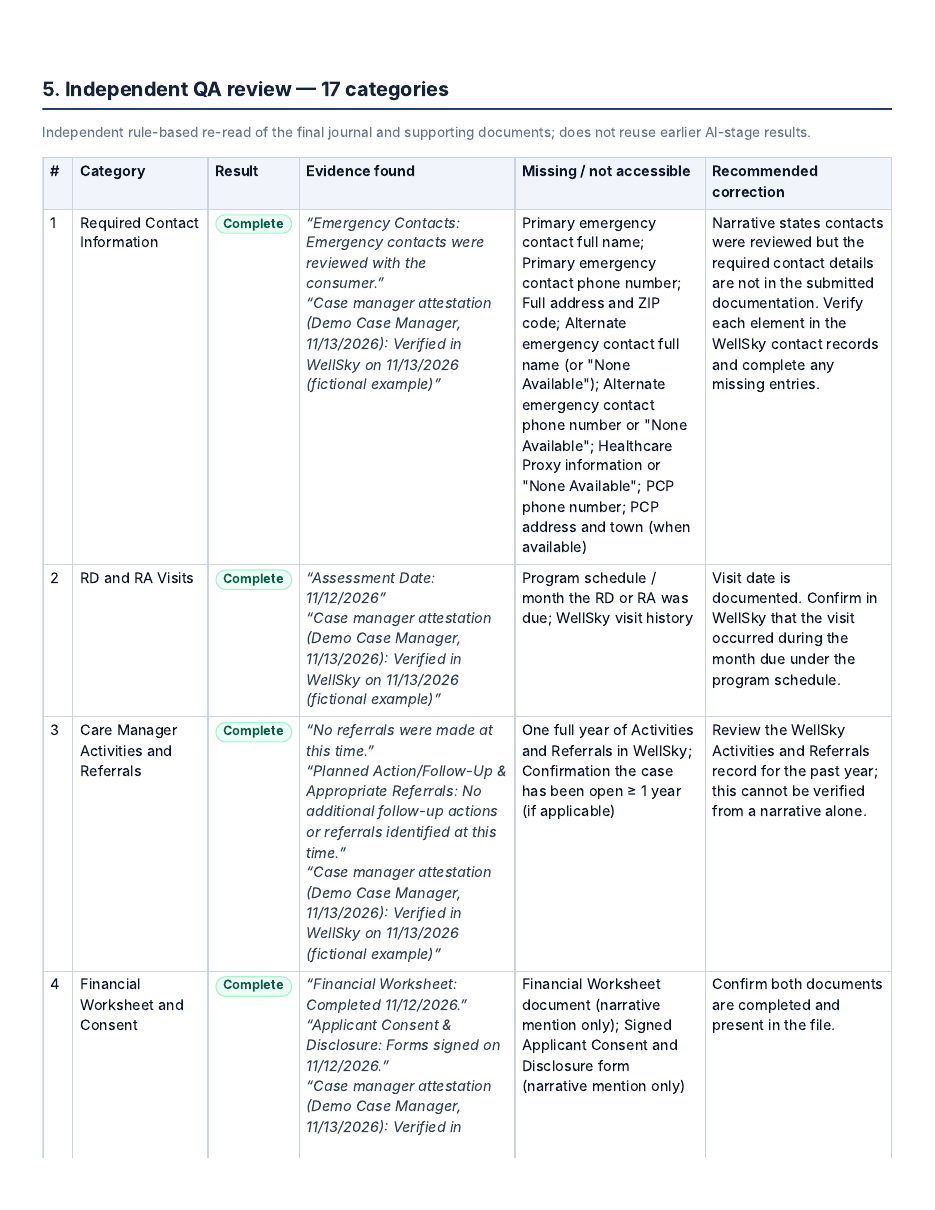 5. Independent QA review — 17 categories
Independent rule-based re-read of the final journal and supporting documents; does not reuse earlier AI-stage results.
# Category Result Evidence found Missing / not accessible Recommended
correction
1
Required Contact
Information
Complete
“Emergency Contacts:
Emergency contacts were
reviewed with the
consumer.”
“Case manager attestation
(Demo Case Manager,
11/13/2026): Verified in
WellSky on 11/13/2026
(fictional example)”
Primary emergency
contact full name;
Primary emergency
contact phone number;
Full address and ZIP
code; Alternate
emergency contact full
name (or "None
Available"); Alternate
emergency contact
phone number or "None
Available"; Healthcare
Proxy information or
"None Available"; PCP
phone number; PCP
address and town (when
available)
Narrative states contacts
were reviewed but the
required contact details
are not in the submitted
documentation. Verify
each element in the
WellSky contact records
and complete any
missing entries.
2
RD and RA Visits
Complete
“Assessment Date:
11/12/2026”
“Case manager attestation
(Demo Case Manager,
11/13/2026): Verified in
WellSky on 11/13/2026
(fictional example)”
Program schedule /
month the RD or RA was
due; WellSky visit history
Visit date is
documented. Confirm in
WellSky that the visit
occurred during the
month due under the
program schedule.
3
Care Manager
Activities and
Referrals
Complete
“No referrals were made at
this time.”
“Planned Action/Follow-Up &
Appropriate Referrals: No
additional follow-up actions
or referrals identified at this
time.”
“Case manager attestation
(Demo Case Manager,
11/13/2026): Verified in
WellSky on 11/13/2026
(fictional example)”
One full year of Activities
and Referrals in WellSky;
Confirmation the case
has been open ≥ 1 year
(if applicable)
Review the WellSky
Activities and Referrals
record for the past year;
this cannot be verified
from a narrative alone.
4
Financial
Worksheet and
Consent
Complete
“Financial Worksheet:
Completed 11/12/2026.”
“Applicant Consent &
Disclosure: Forms signed on
11/12/2026.”
“Case manager attestation
(Demo Case Manager,
11/13/2026): Verified in
Financial Worksheet
document (narrative
mention only); Signed
Applicant Consent and
Disclosure form
(narrative mention only)
Confirm both documents
are completed and
present in the file.